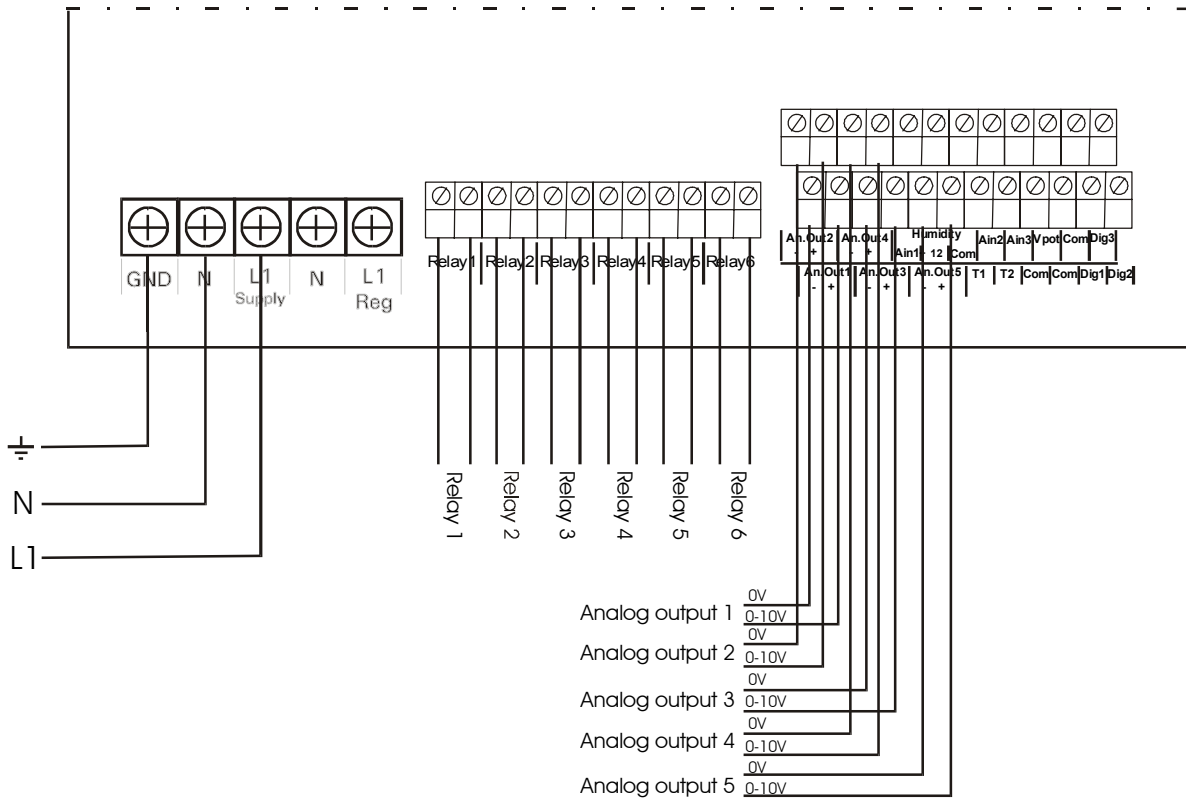 An.Out2 An.Out4 Humidity Ain2 Ain3 Vpot Com Dig3
- + - + Ain1 - 12 Com
GND N L1 N L1
Supply Reg
Relay1 Relay2 Relay3 Relay4 Relay5 Relay6
An.Out1 An.Out3 An.Out5 T1 T2 Com Com Dig1 Dig2
- + - + - +
N
L1
Relay 1
Relay 2
Relay 3
Relay 4
Relay 5
Relay 6
Analog output 1 0V
0-10V
Analog output 2 0V
0-10V
Analog output 3 0V
0-10V
Analog output 4 0V
0-10V
Analog output 5 0V
0-10V